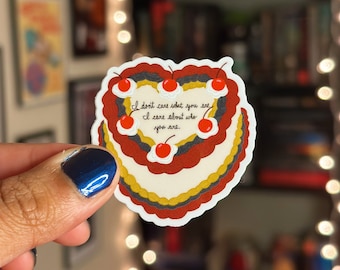 I don't care what you are,
I care about who
you are.